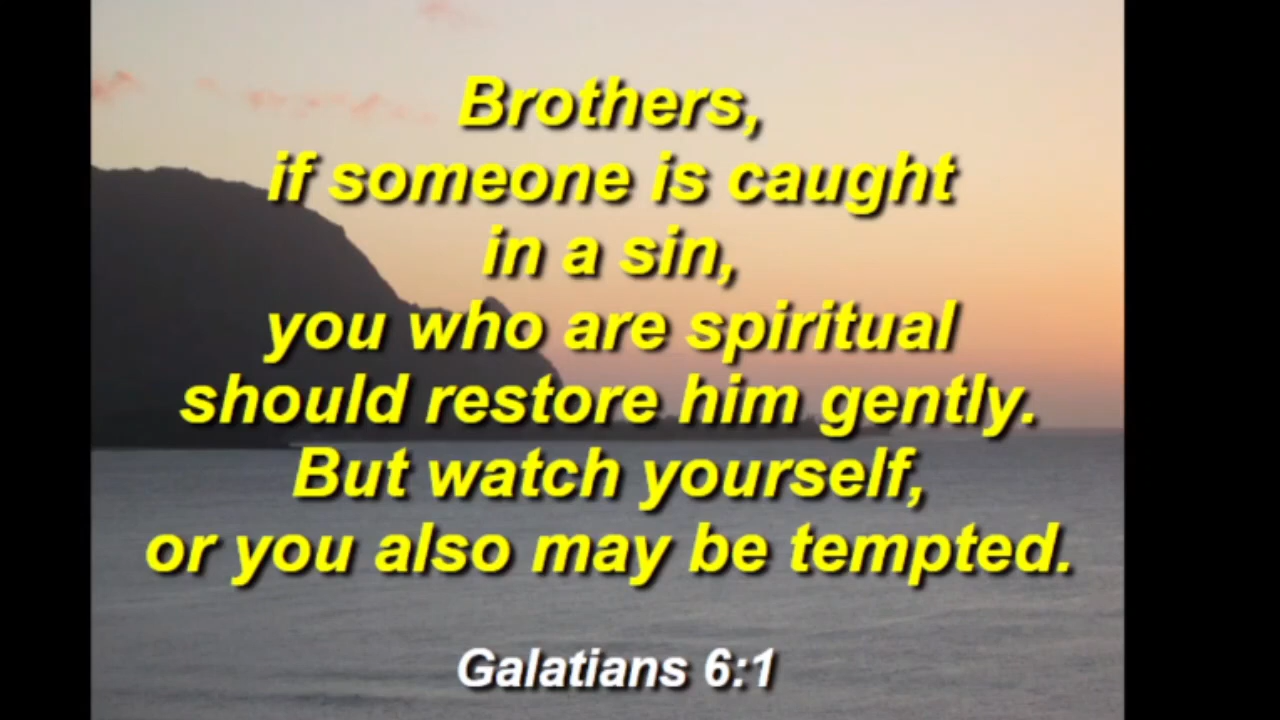 Brothers,
if someone is caught
in a sin,
you who are spiritual
should restore him gently.
But watch yourself,
or you also may be tempted.
Galatians 6:1